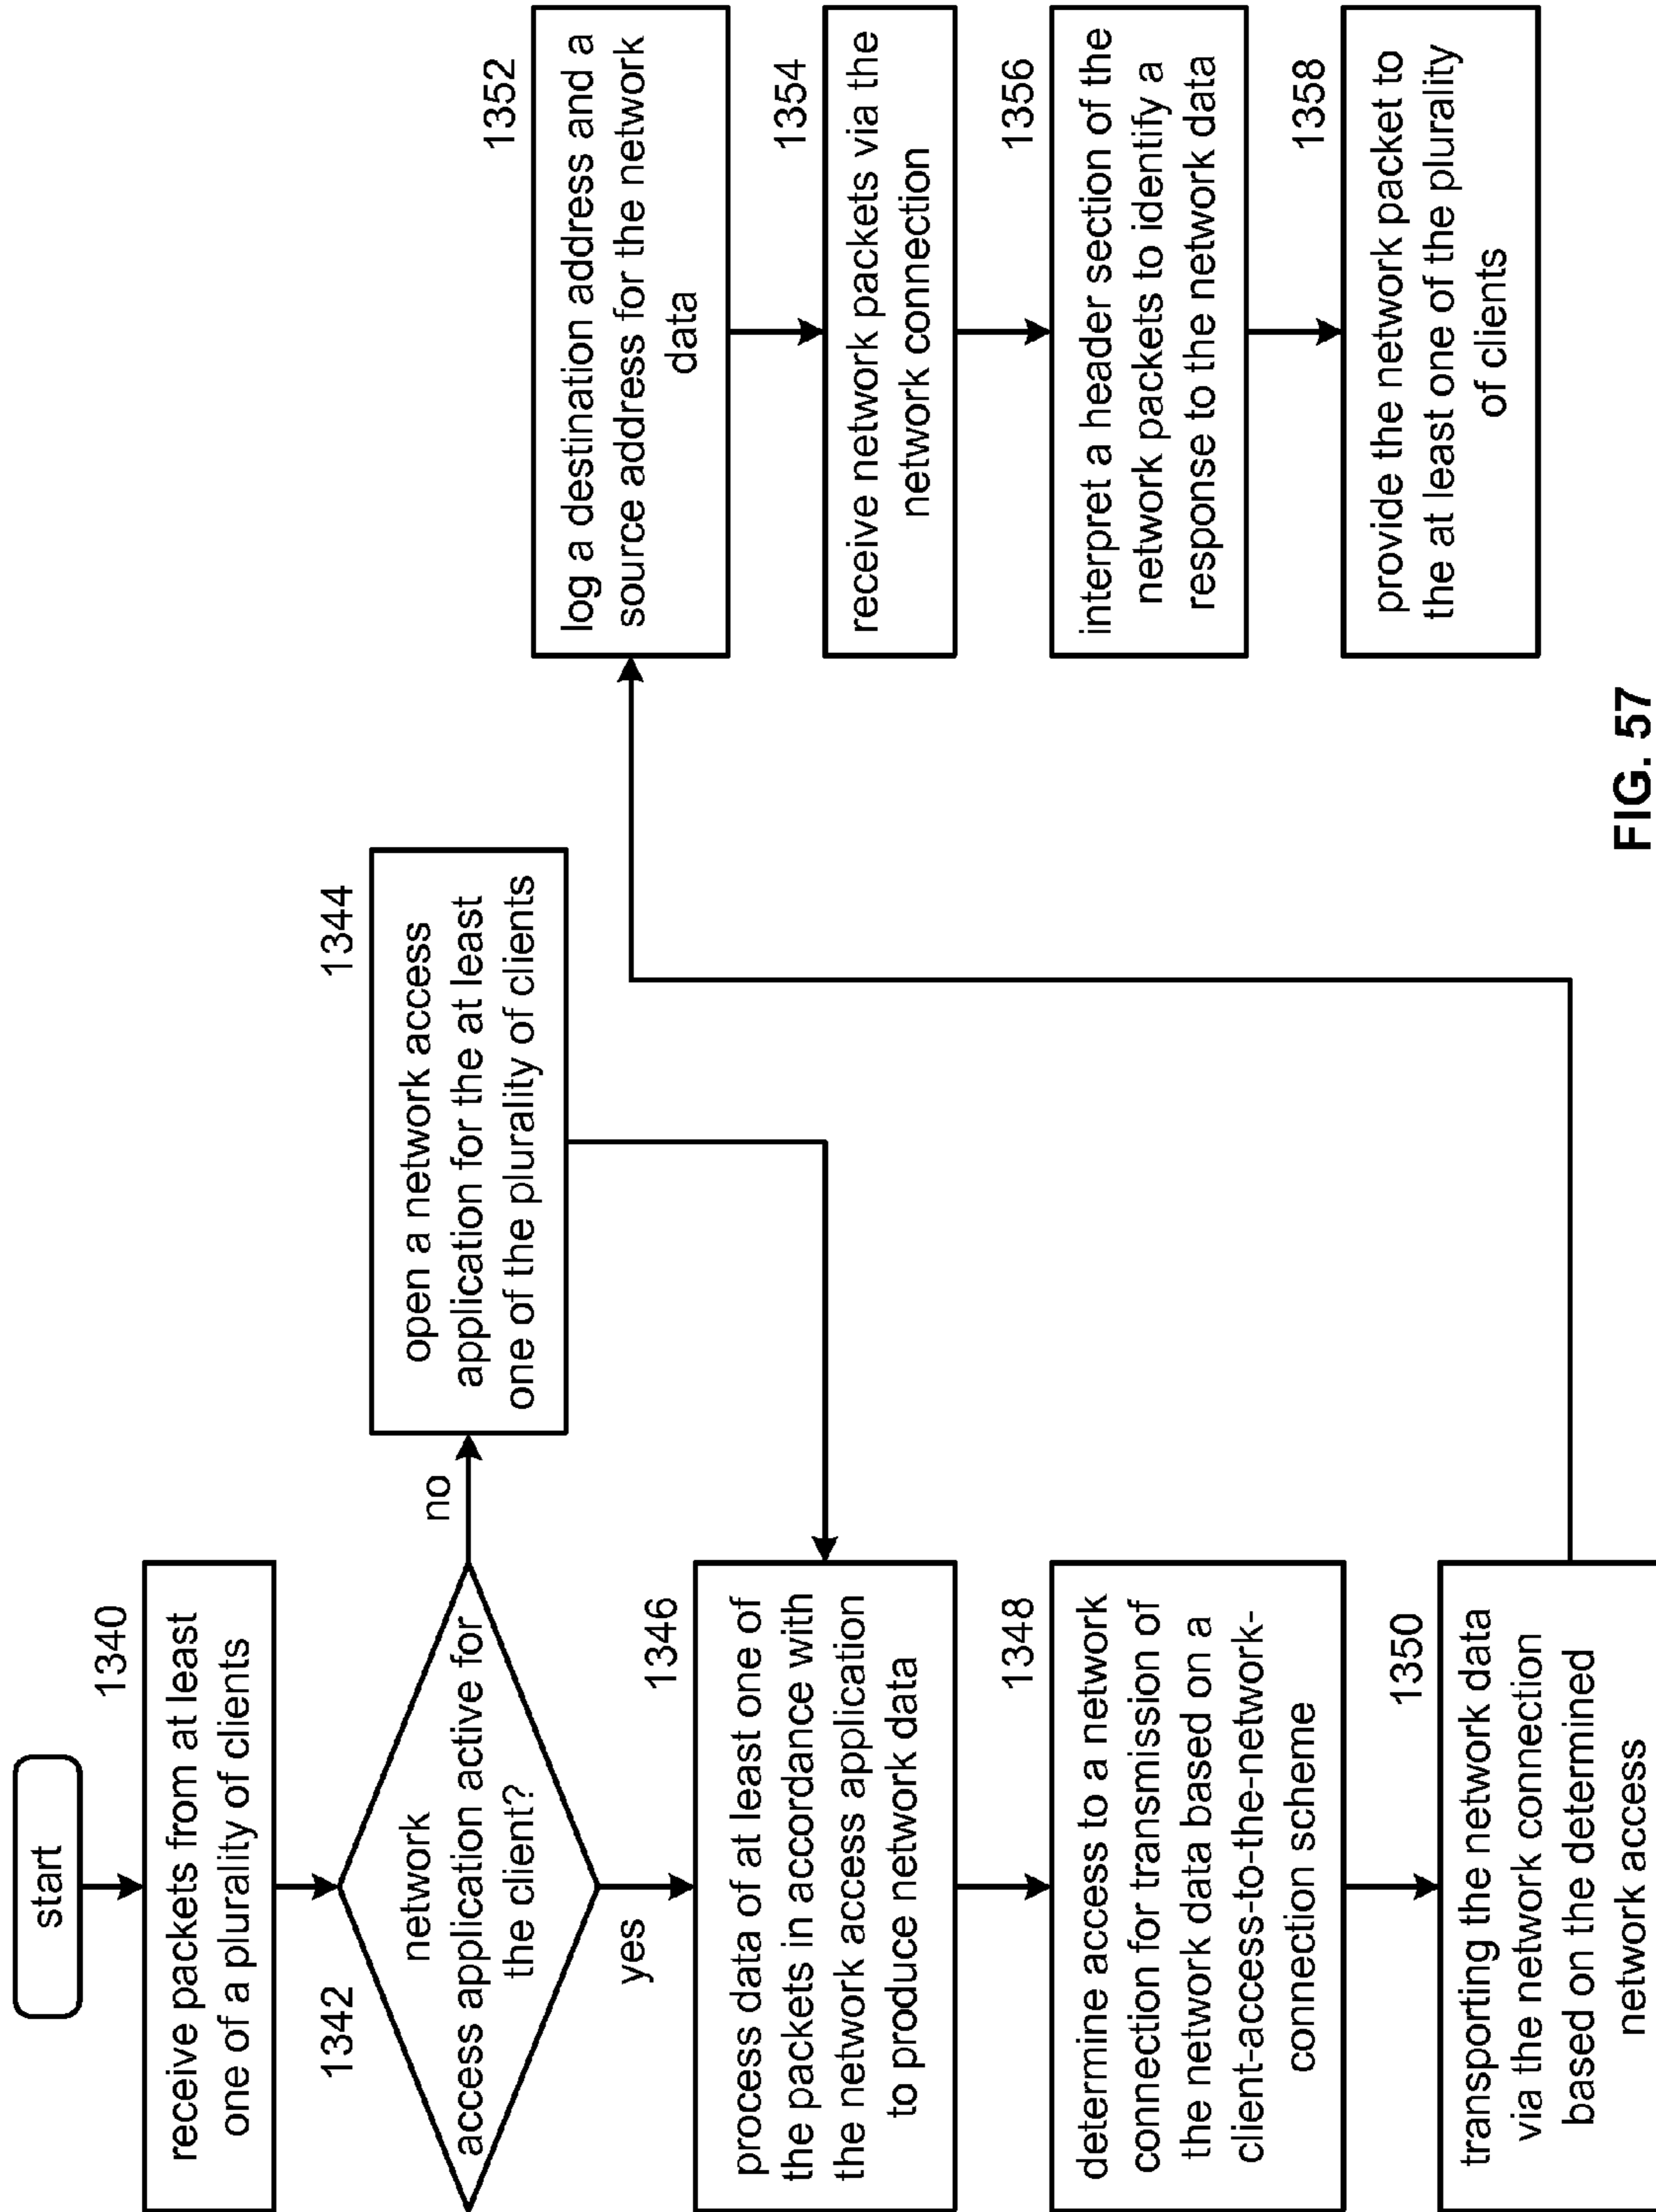 start
1340
receive packets from at least
one of a plurality of clients
1342
network
access application active for
the client?
no
yes
1344
open a network access
application for the at least
one of the plurality of clients
1346
process data of at least one of
the packets in accordance with
the network access application
to produce network data
1348
determine access to a network
connection for transmission of
the network data based on a
client-access-to-the-network-
connection scheme
1350
transporting the network data
via the network connection
based on the determined
network access
1352
log a destination address and a
source address for the network
data
1354
receive network packets via the
network connection
1356
interpret a header section of the
network packets to identify a
response to the network data
1358
provide the network packet to
the at least one of the plurality
of clients
FIG. 57